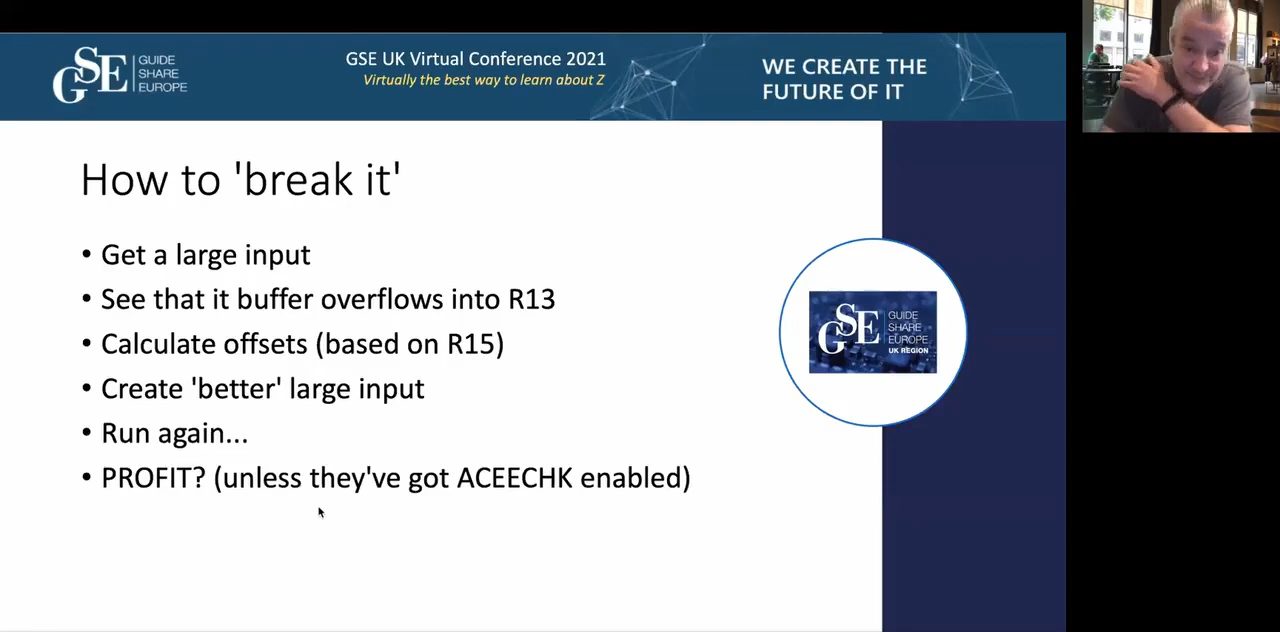 GSE
GUIDE
SHARE
EUROPE
GSE UK Virtual Conference 2021
Virtually the best way to learn about Z
WE CREATE THE
FUTURE OF IT
How to 'break it'
• Get a large input
• See that it buffer overflows into R13
• Calculate offsets (based on R15)
• Create 'better' large input
• Run again...
• PROFIT? (unless they've got ACEECHK enabled)
GSE
GUIDE
SHARE
EUROPE
UK REGION